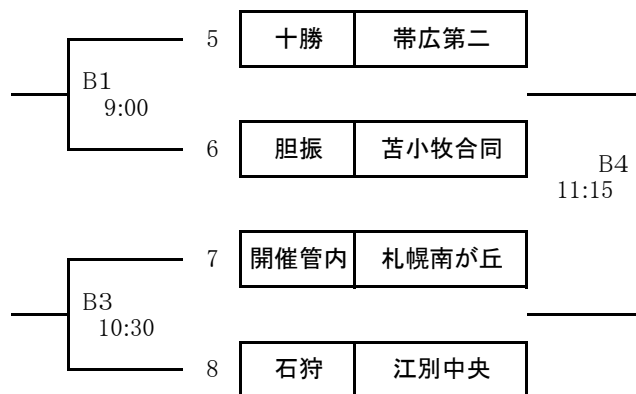 5 十勝 帯広第二
B1
9:00
6 胆振 苫小牧合同
B4
11:15
7 開催管内 札幌南が丘
B3
10:30
8 石狩 江別中央